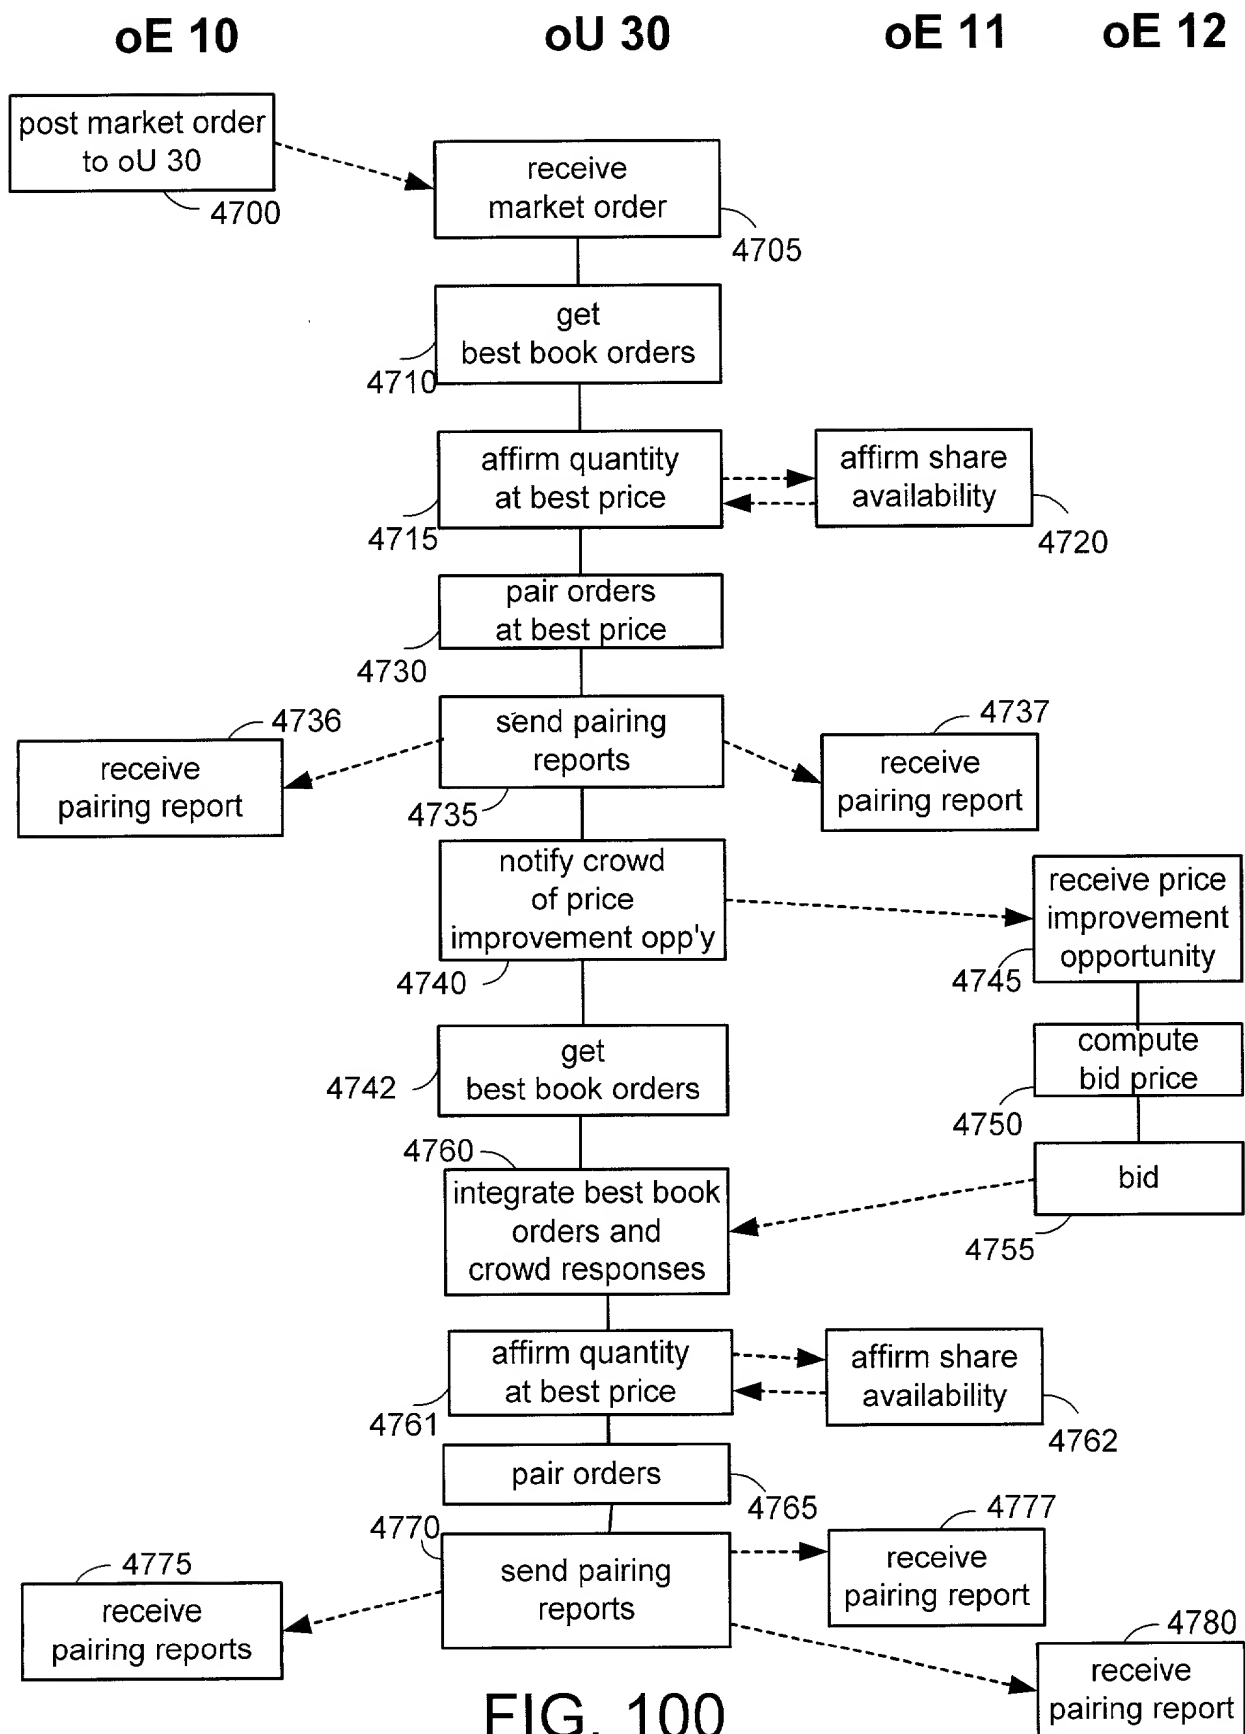 oE 10
oU 30
oE 11
oE 12
post market order
to oU 30
4700
receive
market order
4705
get
best book orders
4710
affirm quantity
at best price
4715
affirm share
availability
4720
pair orders
at best price
4730
send pairing
reports
4735
4736
receive
pairing report
4737
receive
pairing report
notify crowd
of price
improvement opp'y
4740
receive price
improvement
opportunity
4745
get
best book orders
4742
compute
bid price
4750
bid
4755
4760
integrate best book
orders and
crowd responses
affirm quantity
at best price
4761
affirm share
availability
4762
pair orders
4765
4770
send pairing
reports
4775
receive
pairing reports
4777
receive
pairing report
4780
receive
pairing report
FIG. 100